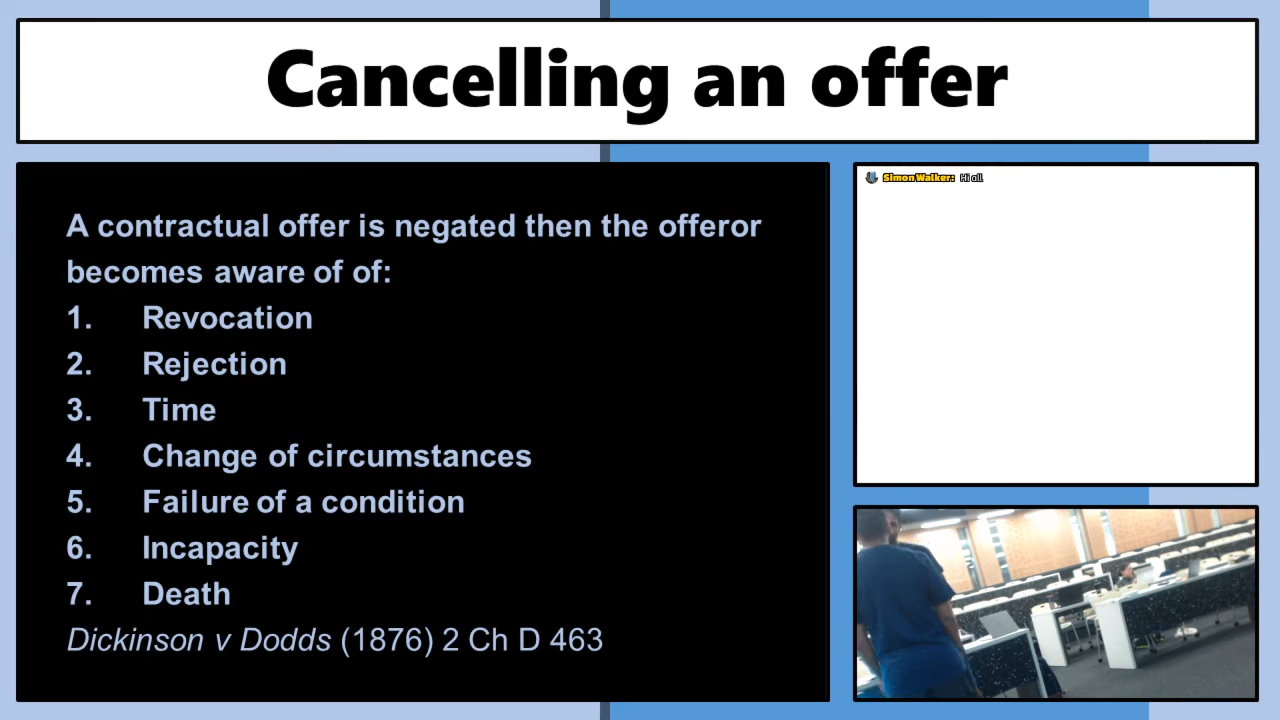 Cancelling an offer
A contractual offer is negated then the offeror
becomes aware of of:
1. Revocation
2. Rejection
3. Time
4. Change of circumstances
5. Failure of a condition
6. Incapacity
7. Death
Dickinson v Dodds (1876) 2 Ch D 463
Simon Walker: Hi all